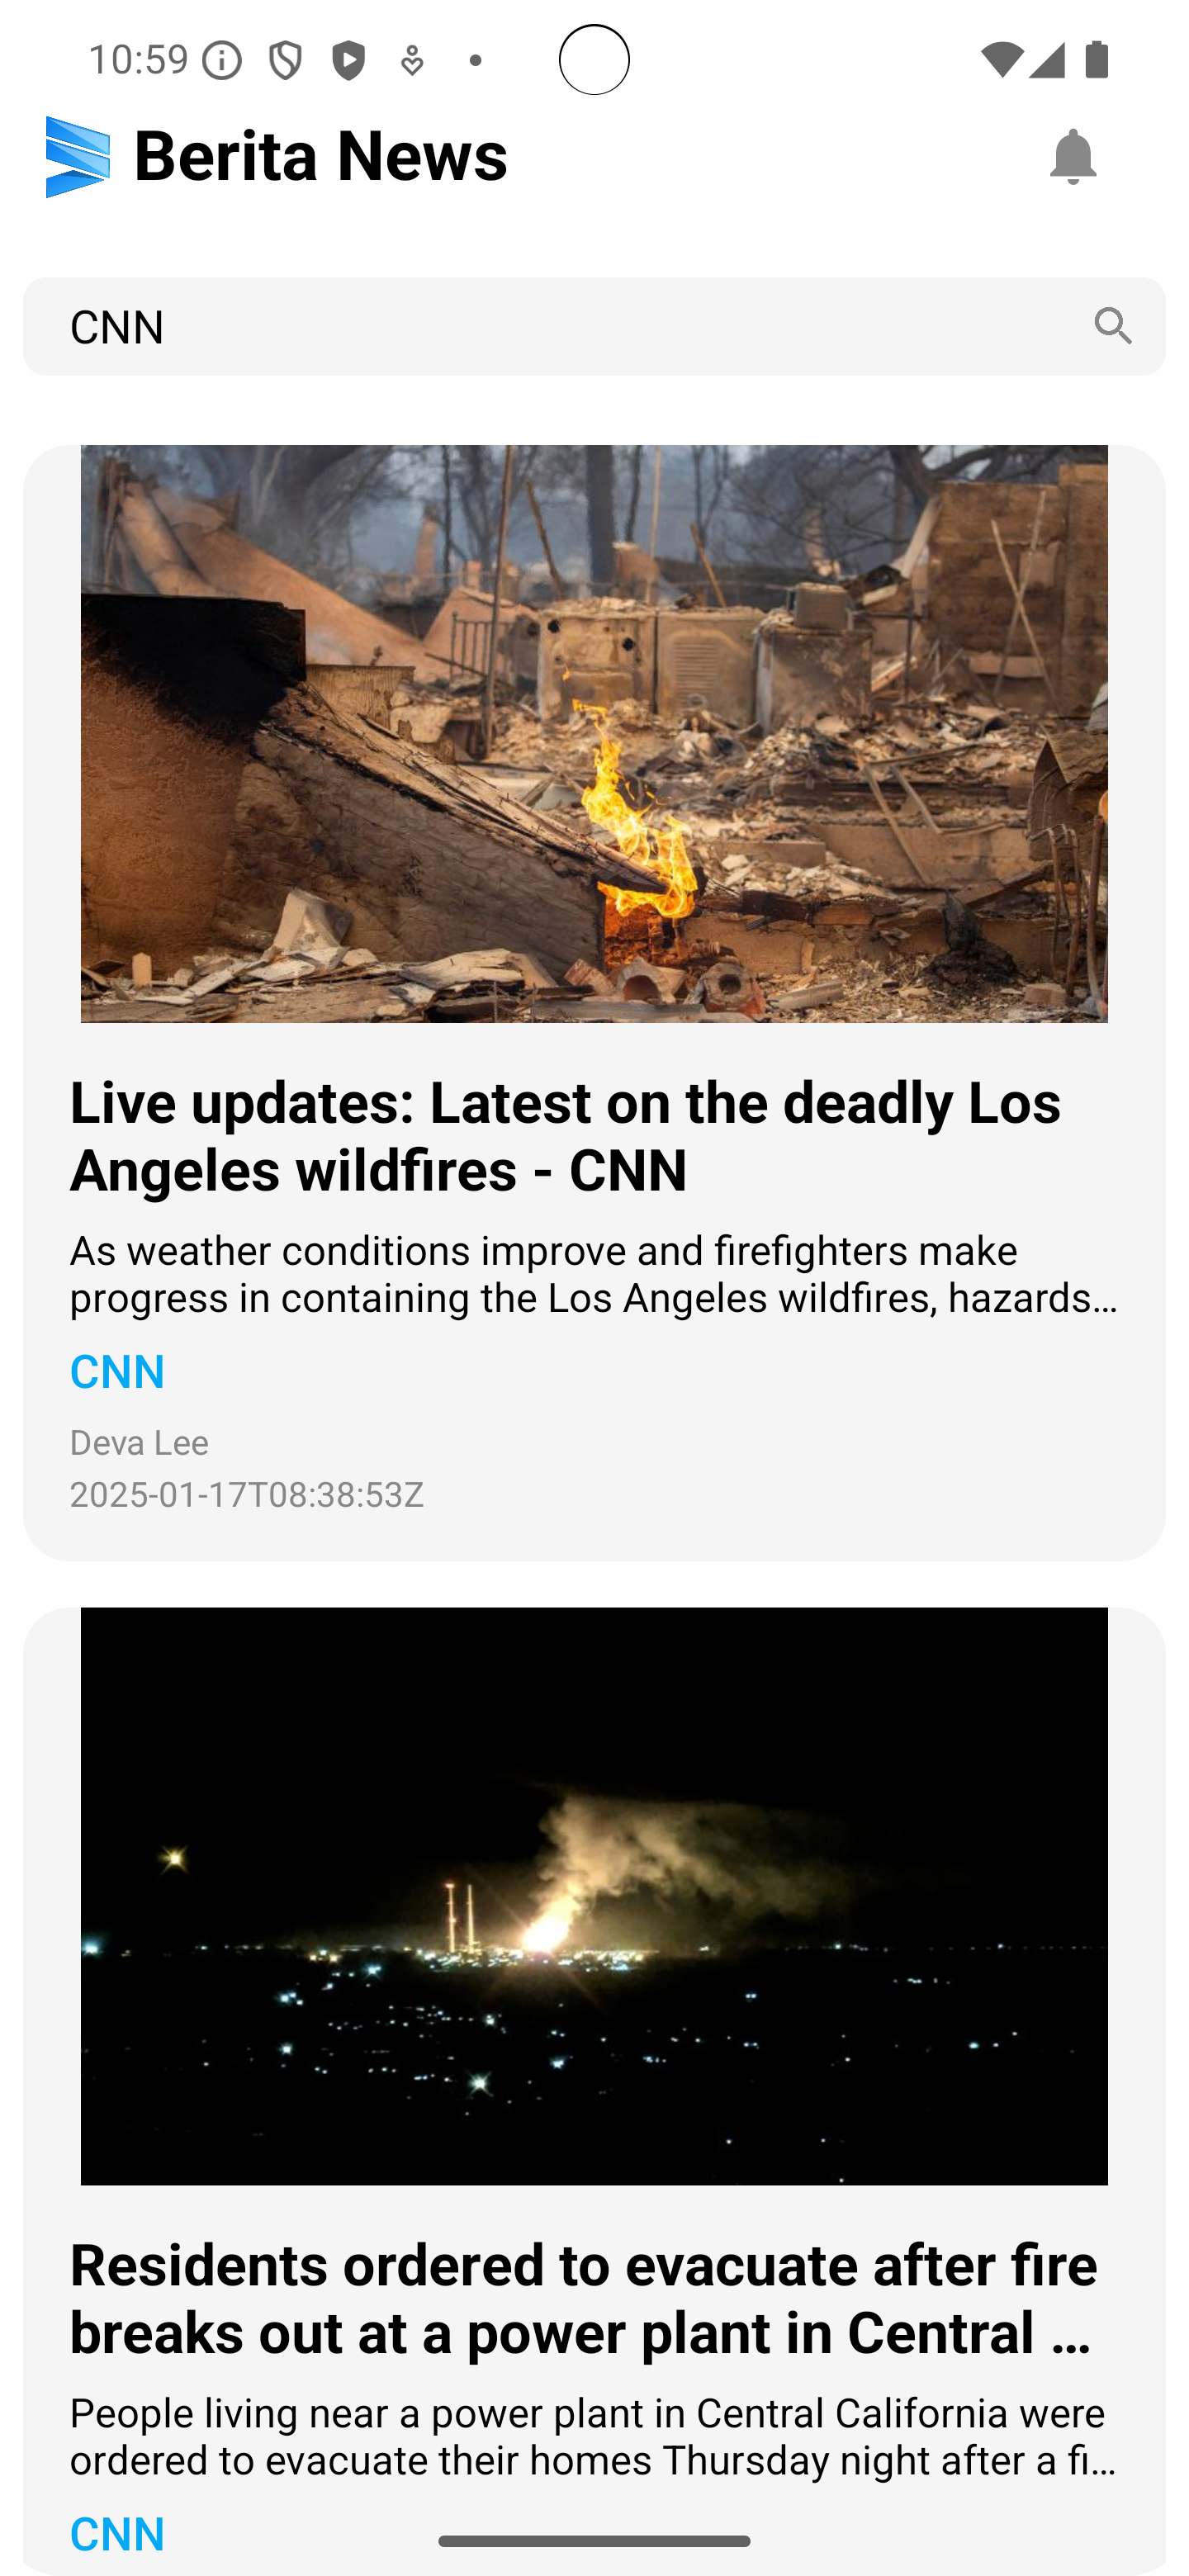 10:59
Berita News
CNN
Live updates: Latest on the deadly Los
Angeles wildfires - CNN
As weather conditions improve and firefighters make
progress in containing the Los Angeles wildfires, hazards...
CNN
Deva Lee
2025-01-17T08:38:53Z
Residents ordered to evacuate after fire
breaks out at a power plant in Central ...
People living near a power plant in Central California were
ordered to evacuate their homes Thursday night after a fi...
CNN